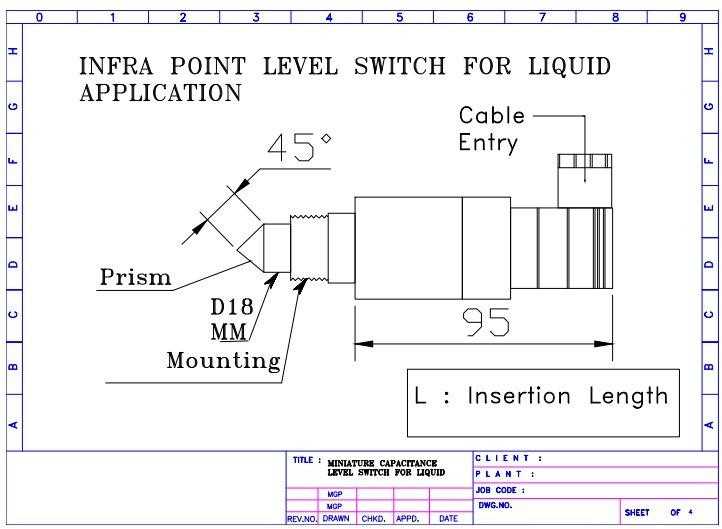 0 1 2 3 4 5 6 7 8 9
H H
G G
F F
E E
D D
C C
B B
A A
INFRA POINT LEVEL SWITCH FOR LIQUID
APPLICATION
Cable
Entry
45°
Prism
D18
MM
Mounting
95
L : Insertion Length
TITLE : MINIATURE CAPACITANCE
LEVEL SWITCH FOR LIQUID
MGP
MGP
REV.NO. DRAWN CHKD. APPD. DATE
CLIENT :
PLANT :
JOB CODE :
DWG.NO.
SHEET OF 4